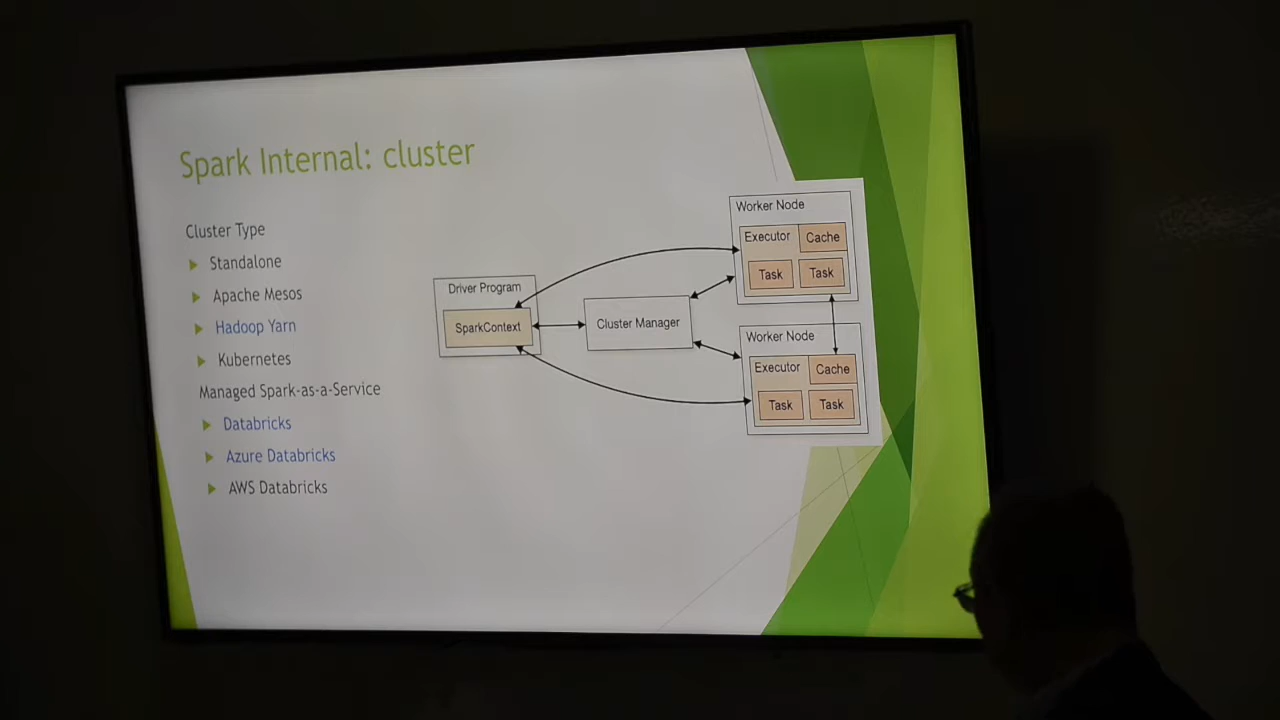 Spark Internal: cluster
Cluster Type
Standalone
Apache Mesos
Hadoop Yarn
Kubernetes
Managed Spark-as-a-Service
Databricks
Azure Databricks
AWS Databricks
Driver Program
SparkContext
Cluster Manager
Worker Node
Executor Cache
Task Task
Worker Node
Executor Cache
Task Task